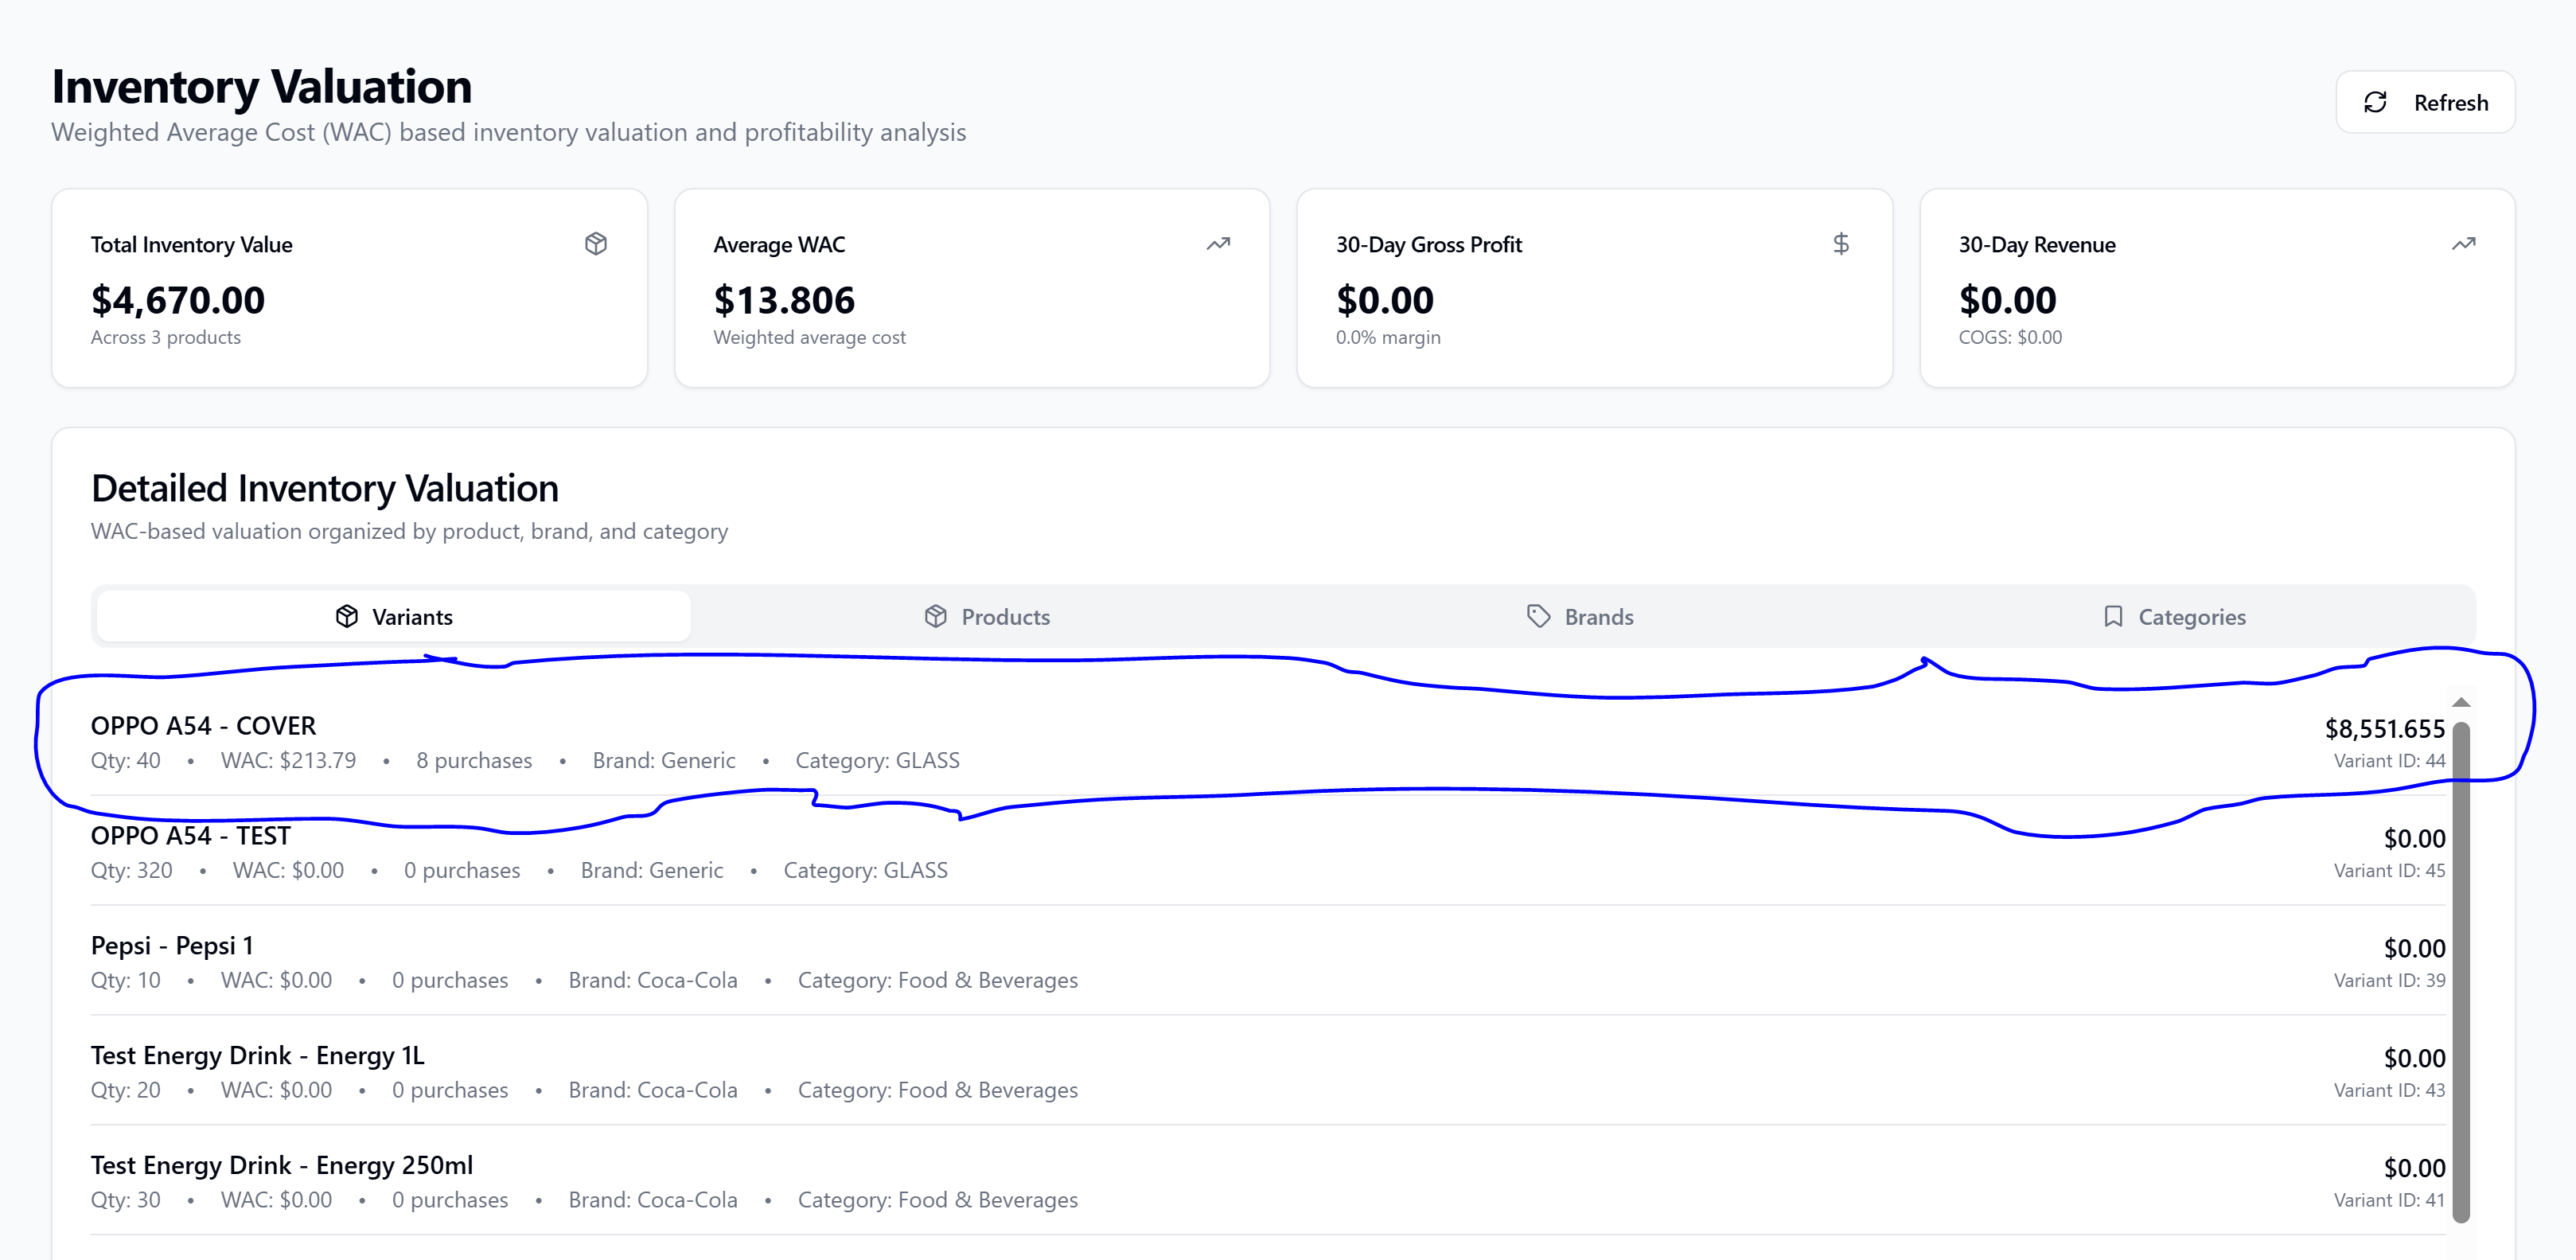 Inventory Valuation
Weighted Average Cost (WAC) based inventory valuation and profitability analysis
Refresh
Total Inventory Value
$4,670.00
Across 3 products
Average WAC
$13.806
Weighted average cost
30-Day Gross Profit
$0.00
0.0% margin
30-Day Revenue
$0.00
COGS: $0.00
Detailed Inventory Valuation
WAC-based valuation organized by product, brand, and category
Variants
Products
Brands
Categories
OPPO A54 - COVER
Qty: 40 • WAC: $213.79 • 8 purchases • Brand: Generic • Category: GLASS
$8,551.655
Variant ID: 44
OPPO A54 - TEST
Qty: 320 • WAC: $0.00 • 0 purchases • Brand: Generic • Category: GLASS
$0.00
Variant ID: 45
Pepsi - Pepsi 1
Qty: 10 • WAC: $0.00 • 0 purchases • Brand: Coca-Cola • Category: Food & Beverages
$0.00
Variant ID: 39
Test Energy Drink - Energy 1L
Qty: 20 • WAC: $0.00 • 0 purchases • Brand: Coca-Cola • Category: Food & Beverages
$0.00
Variant ID: 43
Test Energy Drink - Energy 250ml
Qty: 30 • WAC: $0.00 • 0 purchases • Brand: Coca-Cola • Category: Food & Beverages
$0.00
Variant ID: 41